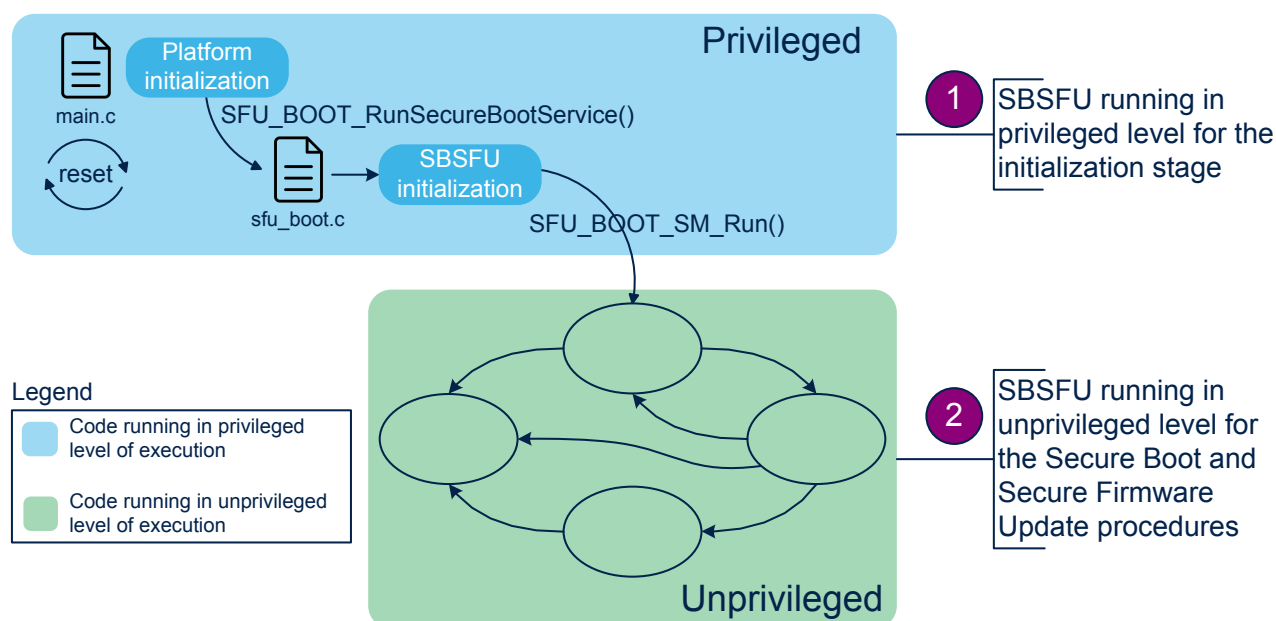 Privileged
Platform
initialization
main.c
SFU_BOOT_RunSecureBootService()
reset
SBSFU
initialization
sfu_boot.c
SFU_BOOT_SM_Run()
1
SBSFU running in
privileged level for the
initialization stage
Legend
Code running in privileged
level of execution
Code running in unprivileged
level of execution
2
SBSFU running in
unprivileged level for
the Secure Boot and
Secure Firmware
Update procedures
Unprivileged